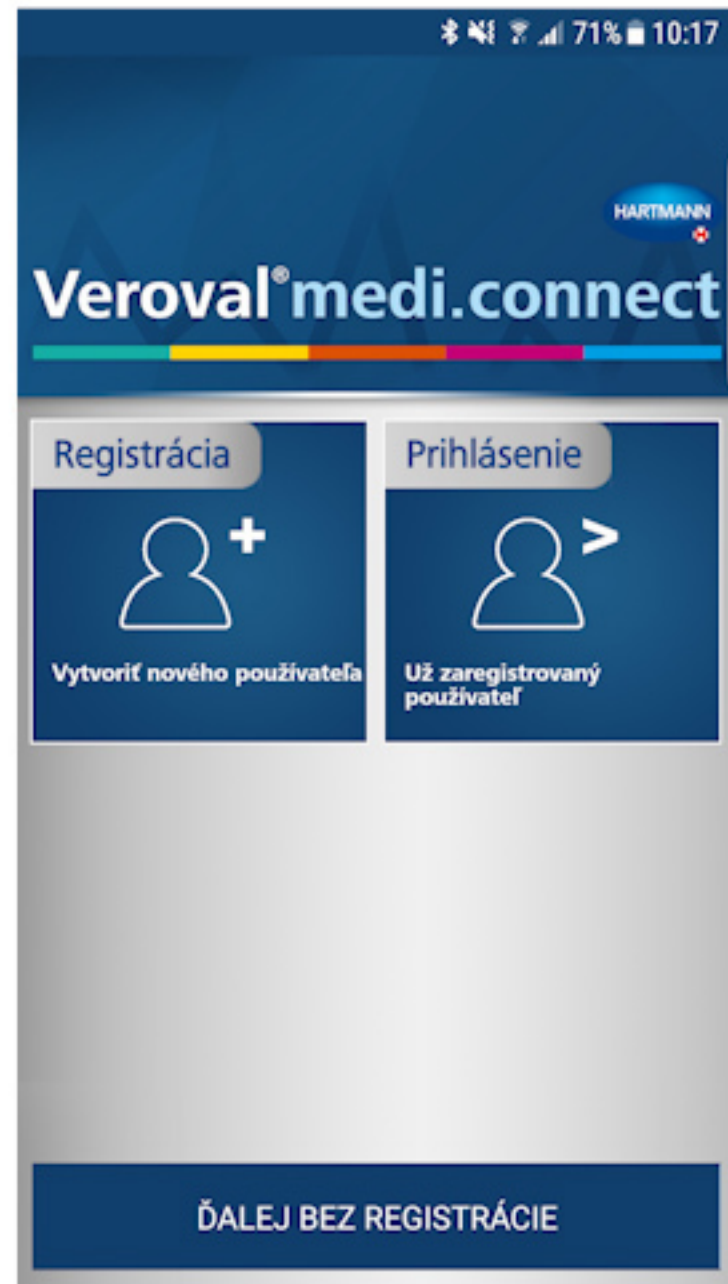 71% 10:17
HARTMANN
Veroval® medi.connect
Registrácia
Prihlásenie
Vytvoriť nového používateľa
Už zaregistrovaný
používateľ
ĎALEJ BEZ REGISTRÁCIE